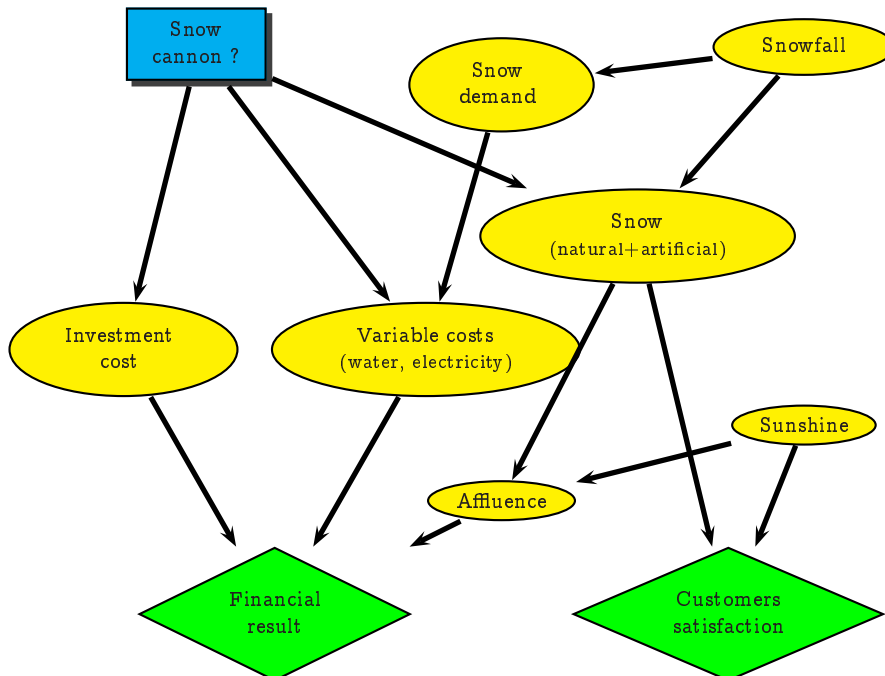 Snow
cannon ?
Snowfall
Snow
demand
Snow
(natural+artificial)
Investment
cost
Variable costs
(water, electricity)
Sunshine
Affluence
Financial
result
Customers
satisfaction